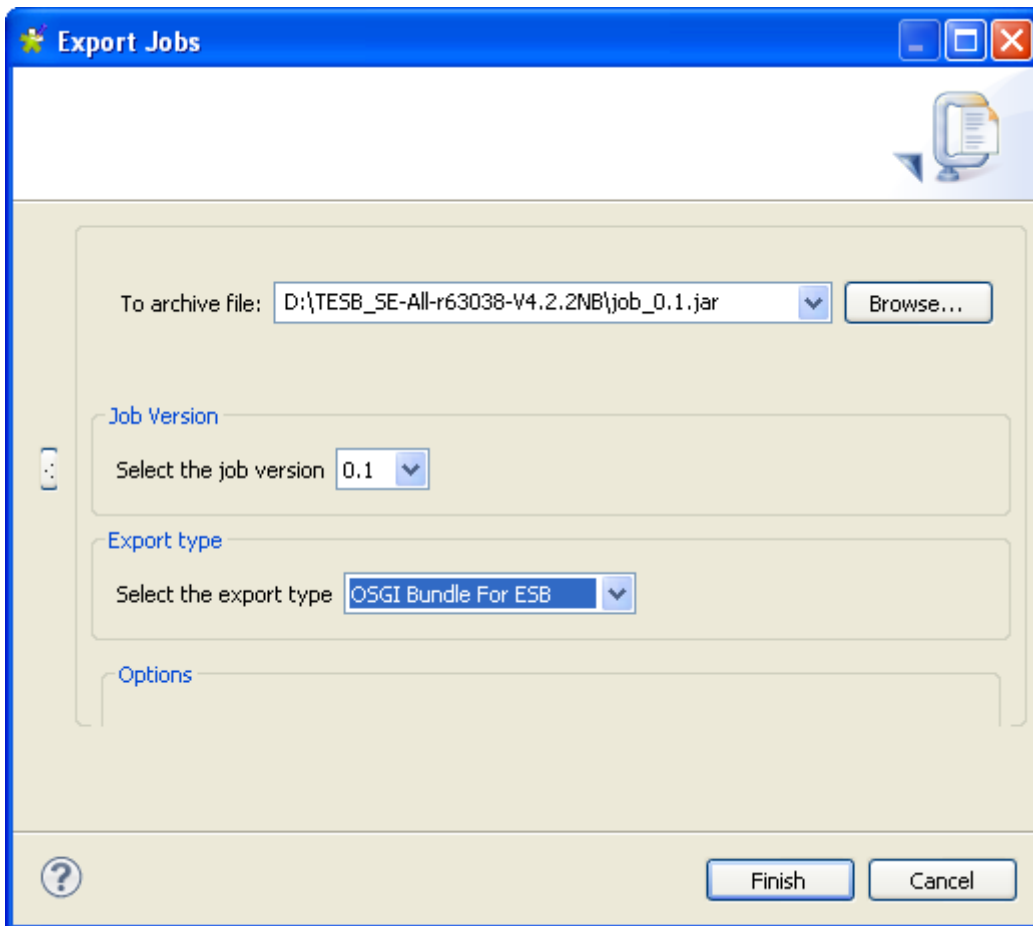 Export Jobs
To archive file: D:\TESB_SE-All-r63038-V4.2.2NB\job_0.1.jar Browse...
Job Version
Select the job version 0.1
Export type
Select the export type OSGI Bundle For ESB
Options
Finish Cancel